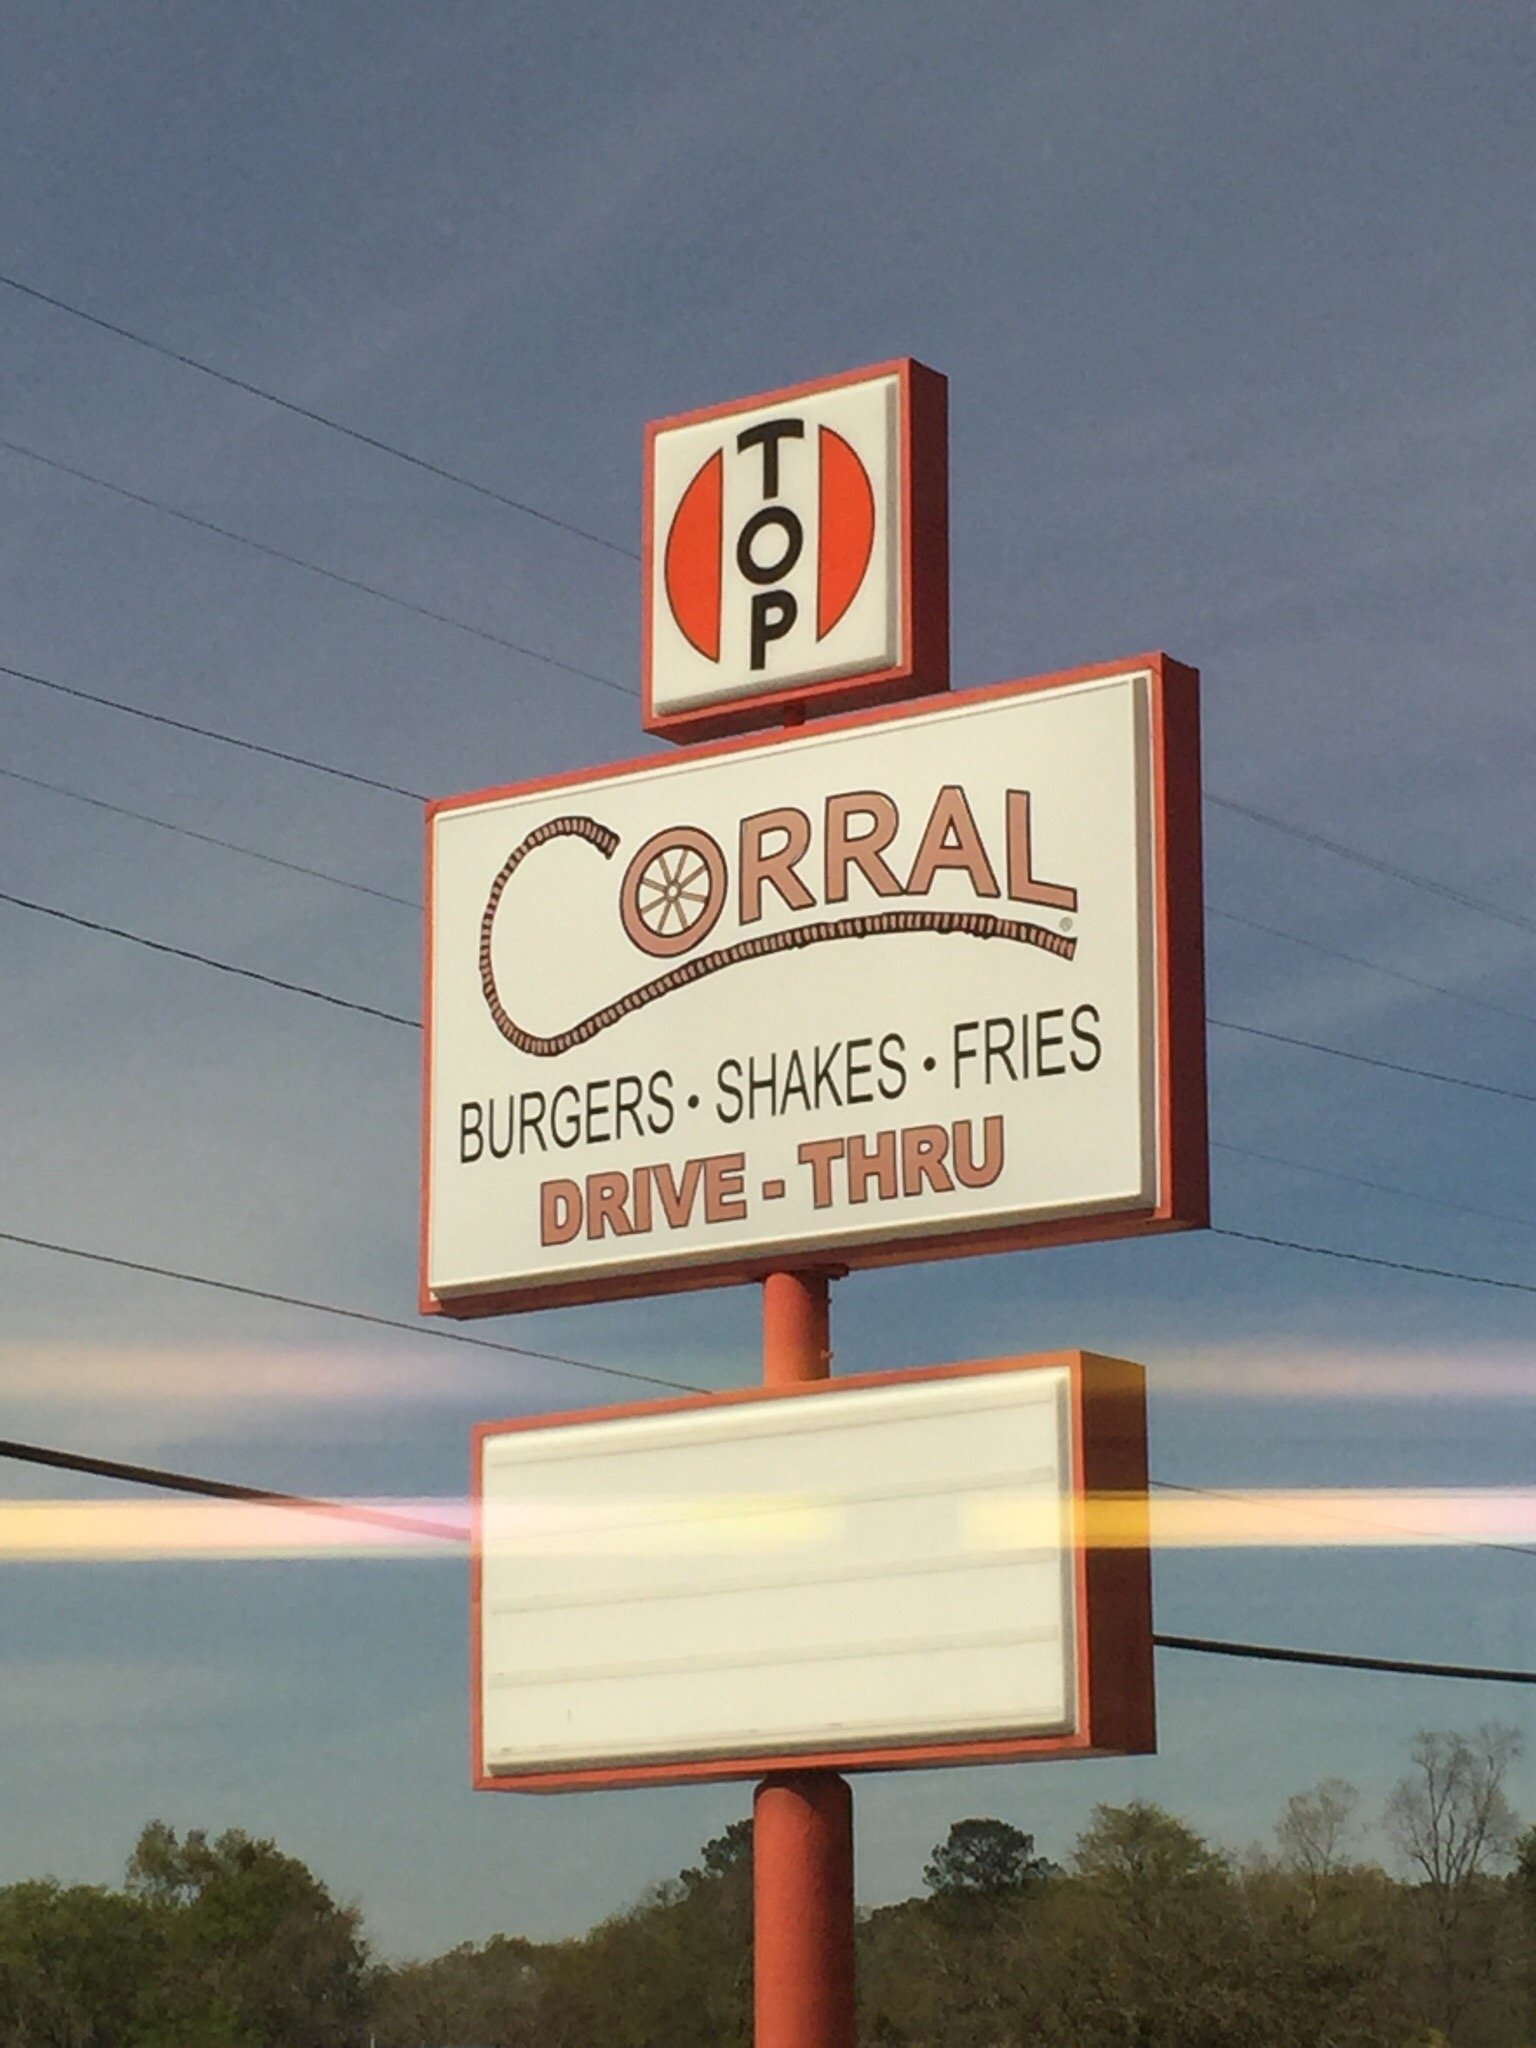 TOP
CORRAL
BURGERS • SHAKES • FRIES
DRIVE - THRU